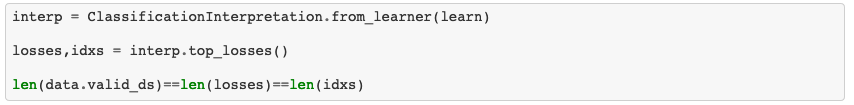 interp = ClassificationInterpretation.from_learner(learn)
losses,idxs = interp.top_losses()
len(data.valid_ds)==len(losses)==len(idxs)